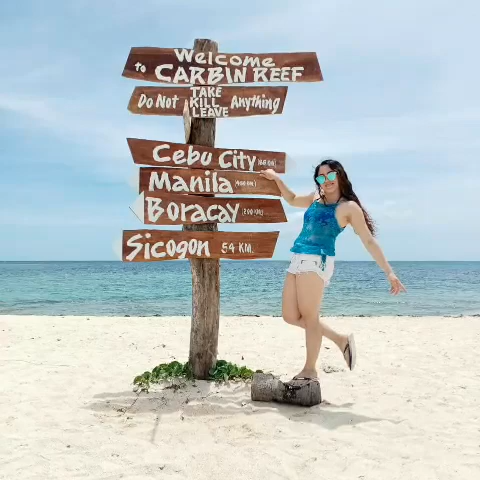 Welcome
to CARBIN REEF
Do Not TAKE KILL LEAVE Anything
Cebu City
Manila
Boracay
Sicogon 54 KM.